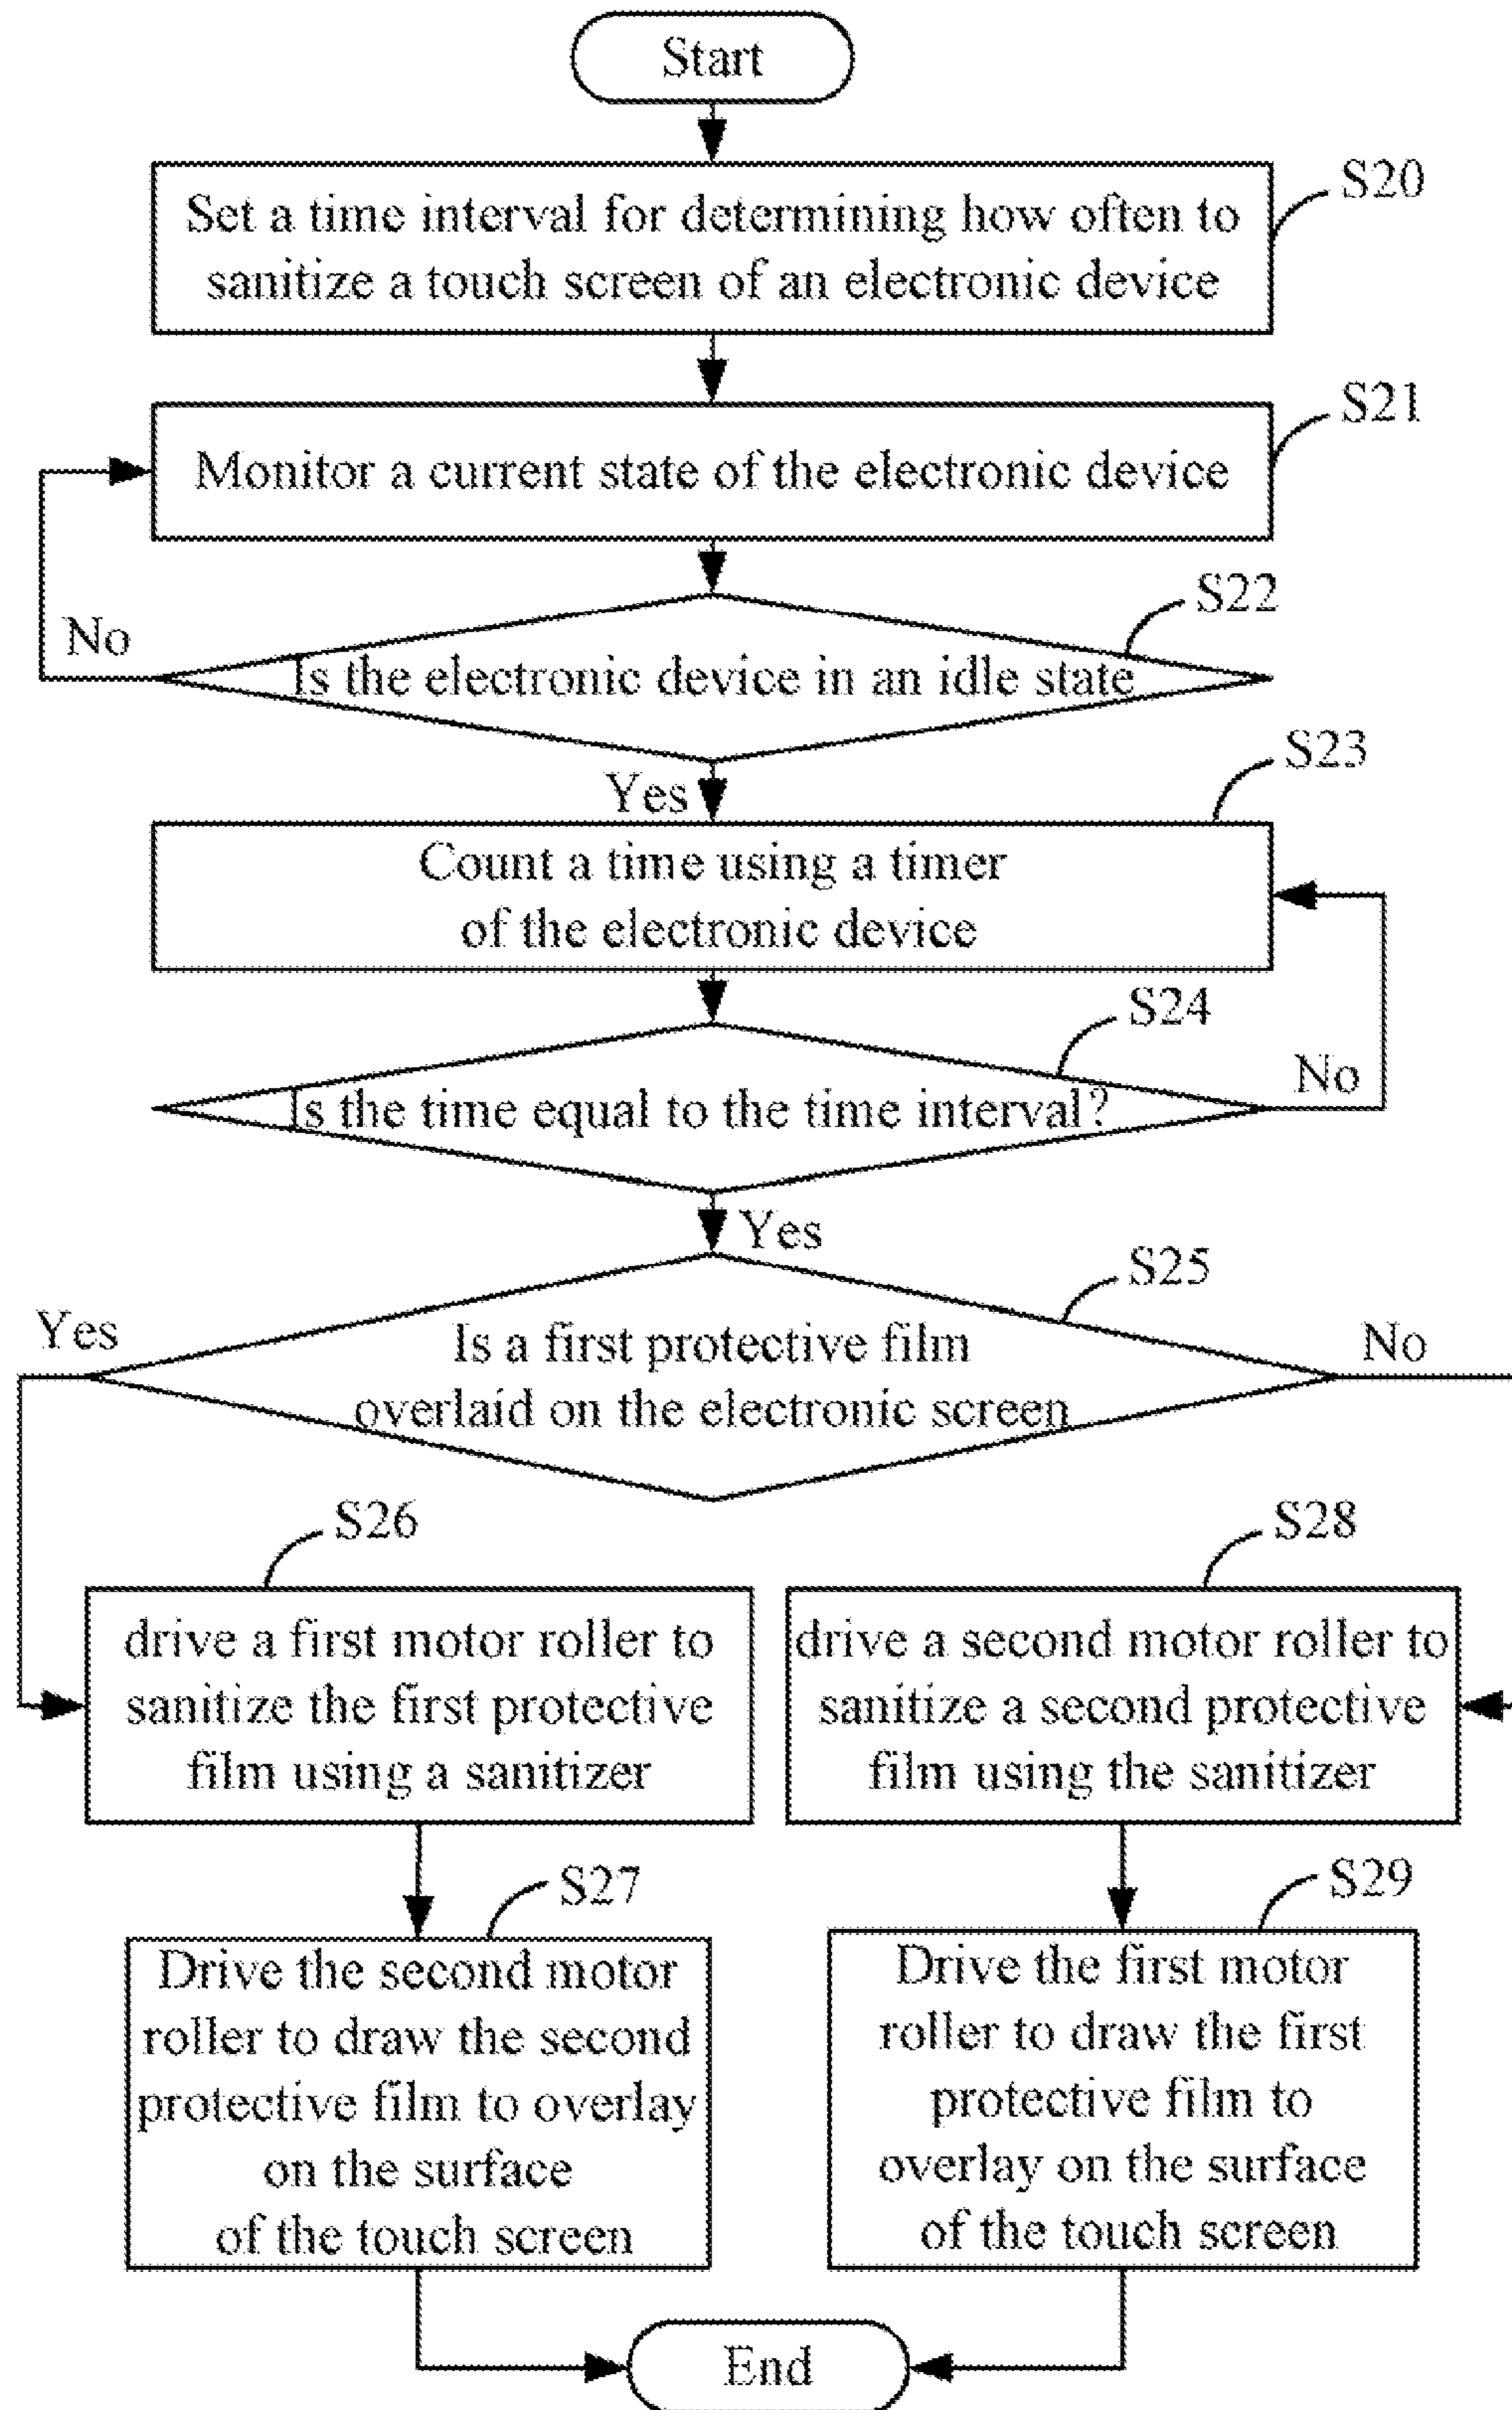 Start
S20
Set a time interval for determining how often to
sanitize a touch screen of an electronic device
S21
Monitor a current state of the electronic device
S22
No
Is the electronic device in an idle state
S23
Yes
Count a time using a timer
of the electronic device
S24
No
Is the time equal to the time interval?
Yes
S25
Yes
No
Is a first protective film
overlaid on the electronic screen
S26
drive a first motor roller to
sanitize the first protective
film using a sanitizer
S28
drive a second motor roller to
sanitize a second protective
film using the sanitizer
S27
Drive the second motor
roller to draw the second
protective film to overlay
on the surface
of the touch screen
S29
Drive the first motor
roller to draw the first
protective film to
overlay on the surface
of the touch screen
End